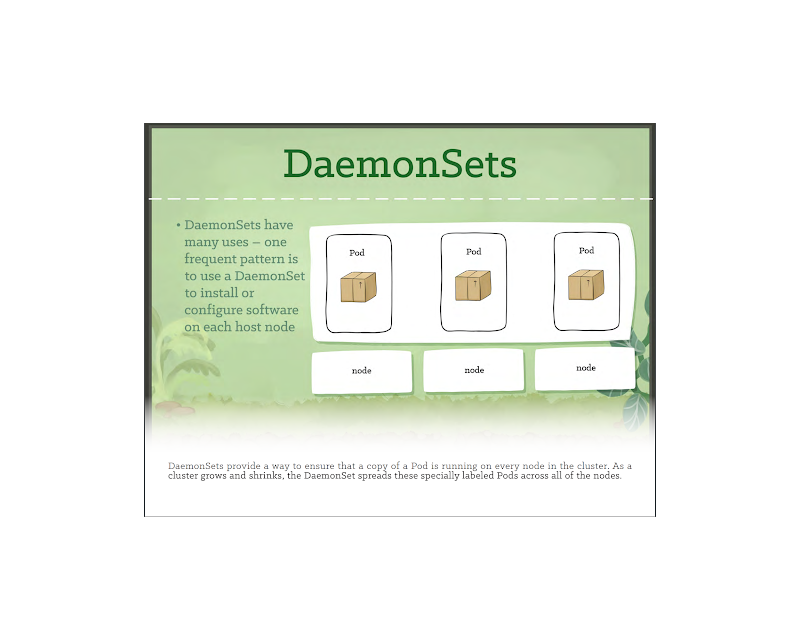 DaemonSets
• DaemonSets have
many uses – one
frequent pattern is
to use a DaemonSet
to install or
configure software
on each host node
Pod
Pod
Pod
node
node
node
DaemonSets provide a way to ensure that a copy of a Pod is running on every node in the cluster. As a
cluster grows and shrinks, the DaemonSet spreads these specially labeled Pods across all of the nodes.